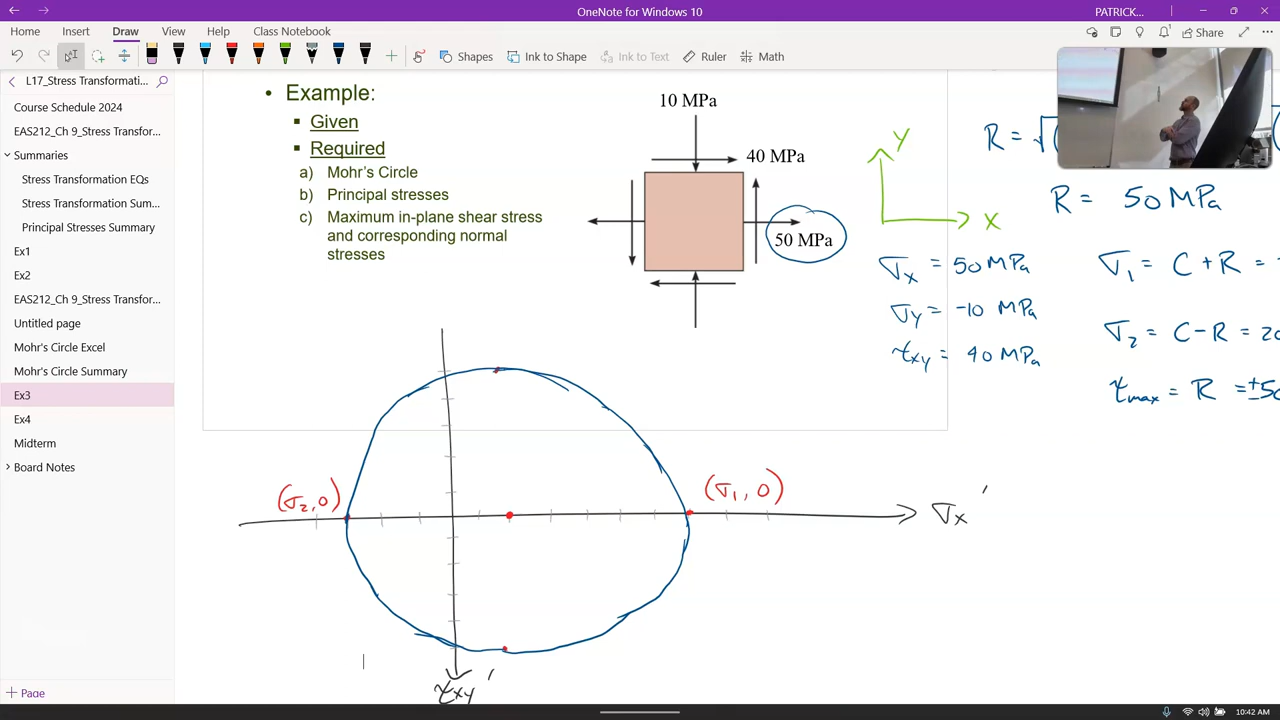 OneNote for Windows 10
PATRICK...
Home
Insert
Draw
View
Help
Class Notebook
Share
Shapes
Ink to Shape
Ink to Text
Ruler
Math
L17_Stress Transformati...
Course Schedule 2024
EAS212_Ch 9_Stress Transfor...
Summaries
Stress Transformation EQs
Stress Transformation Sum...
Principal Stresses Summary
Ex1
Ex2
EAS212_Ch 9_Stress Transfor...
Untitled page
Mohr's Circle Excel
Mohr's Circle Summary
Ex3
Ex4
Midterm
Board Notes
Page
• Example:
▪ Given
▪ Required
a) Mohr's Circle
b) Principal stresses
c) Maximum in-plane shear stress
and corresponding normal
stresses
10 MPa
40 MPa
50 MPa
Y
X
σx = 50 MPa
σy = -10 MPa
τxy = 40 MPa
R = √(
R = 50 MPa
σ1 = C + R =
σ2 = C - R = 20
τmax = R = ±50
(σ2, 0)
(σ1, 0)
σx'
τxy'
10:42 AM